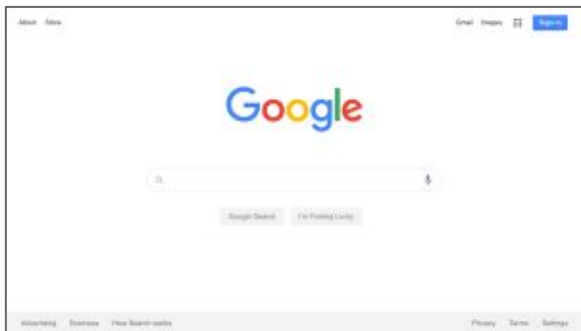 About Store Gmail Images Sign in
Google
Google Search I'm Feeling Lucky
Advertising Business How Search works Privacy Terms Settings